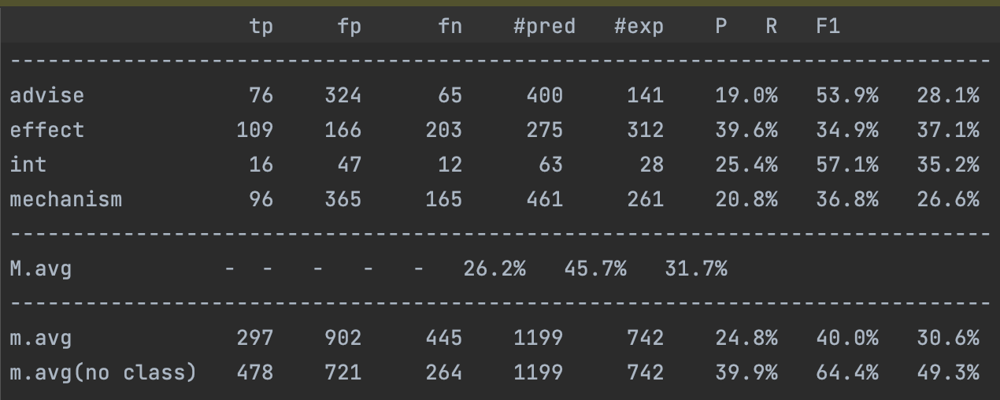 tp fp fn #pred #exp P R F1
------------------------------------------------------------------------------
advise 76 324 65 400 141 19.0% 53.9% 28.1%
effect 109 166 203 275 312 39.6% 34.9% 37.1%
int 16 47 12 63 28 25.4% 57.1% 35.2%
mechanism 96 365 165 461 261 20.8% 36.8% 26.6%
------------------------------------------------------------------------------
M.avg - - - - - 26.2% 45.7% 31.7%
------------------------------------------------------------------------------
m.avg 297 902 445 1199 742 24.8% 40.0% 30.6%
m.avg(no class) 478 721 264 1199 742 39.9% 64.4% 49.3%